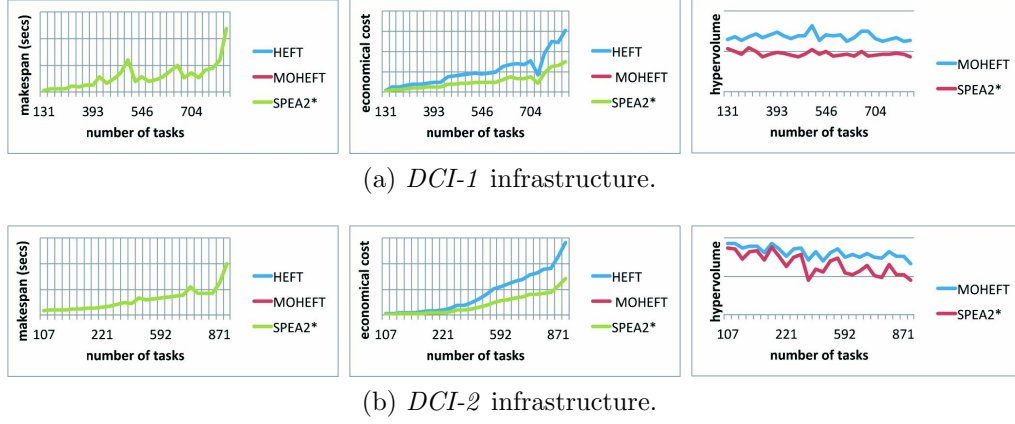 makespan (secs)
131 393 546 704
number of tasks
HEFT
MOHEFT
SPEA2*
economical cost
131 393 546 704
number of tasks
HEFT
MOHEFT
SPEA2*
hypervolume
131 393 546 704
number of tasks
MOHEFT
SPEA2*
(a) DCI-1 infrastructure.
makespan (secs)
107 221 592 871
number of tasks
HEFT
MOHEFT
SPEA2*
economical cost
107 221 592 871
number of tasks
HEFT
MOHEFT
SPEA2*
hypervolume
107 221 592 871
number of tasks
MOHEFT
SPEA2*
(b) DCI-2 infrastructure.